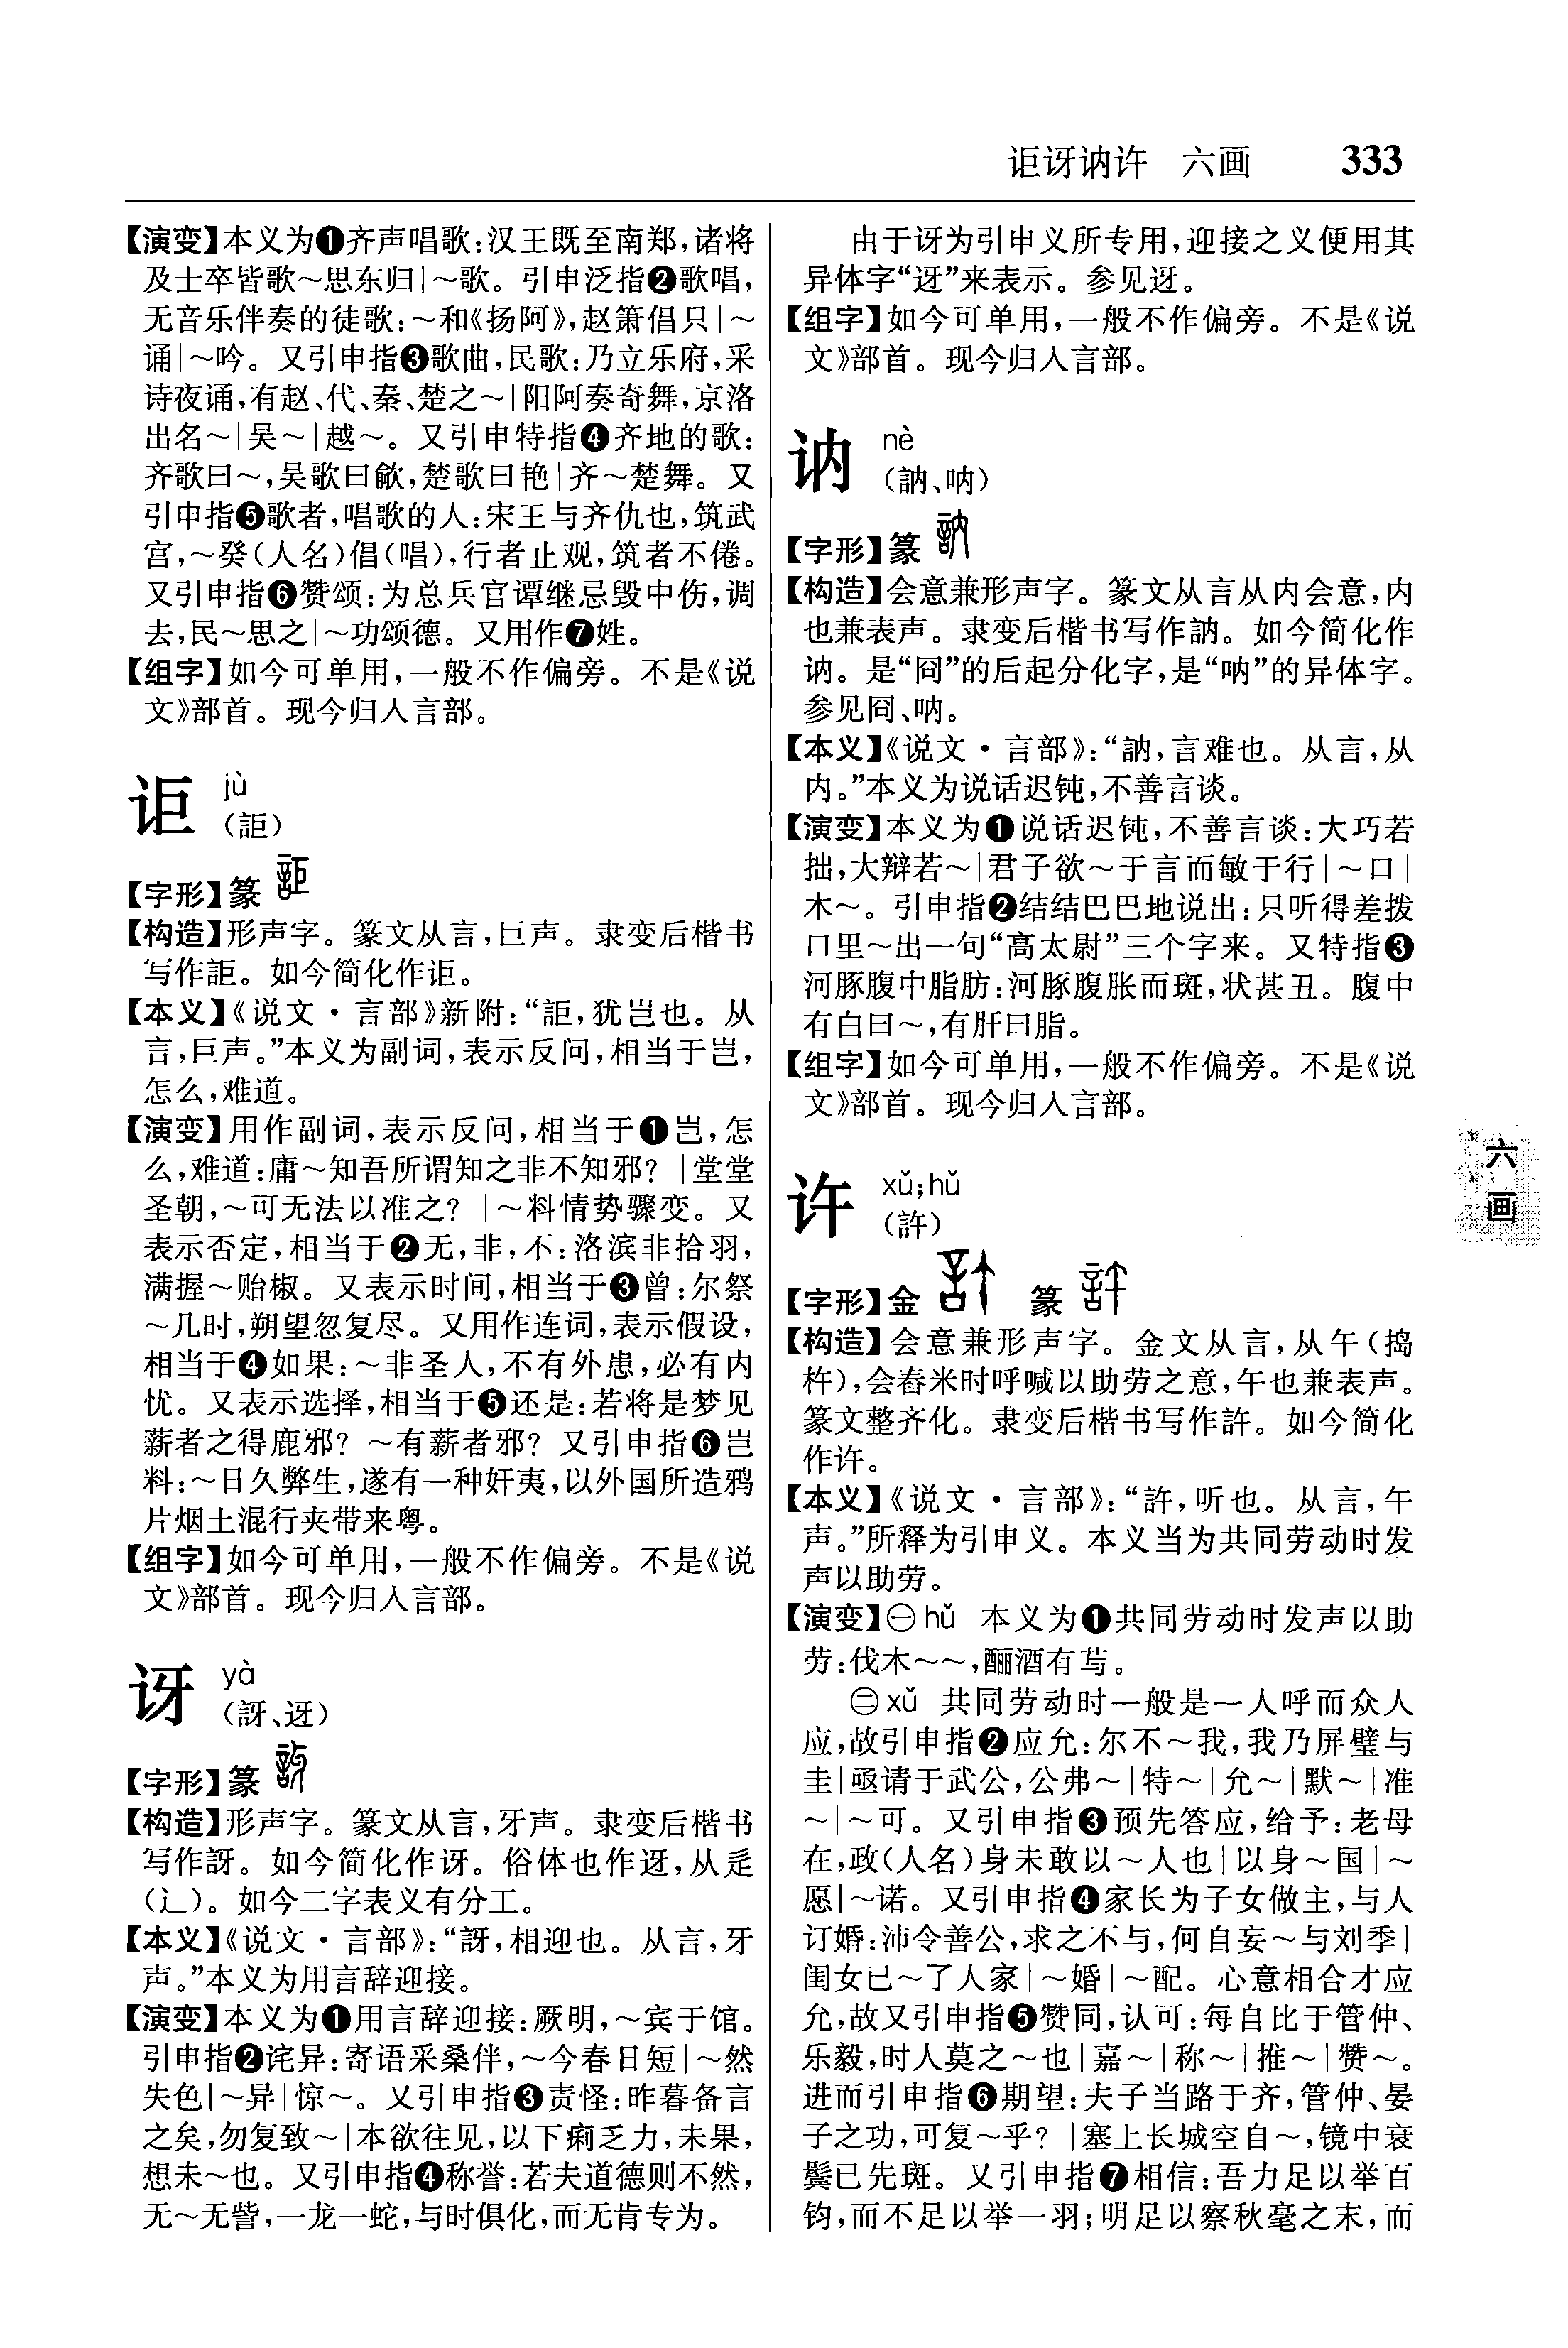 讵讶讷许 六画 333
【演变】本义为❶齐声唱歌:汉王既至南郑,诸将
及士卒皆歌～思东归|～歌。引申泛指❷歌唱,
无音乐伴奏的徒歌:～和《扬阿》,赵箫倡只|～
诵|～吟。又引申指❸歌曲,民歌:乃立乐府,采
诗夜诵,有赵、代、秦、楚之～|阳阿奏奇舞,京洛
出名～|吴～|越～。又引申特指❹齐地的歌:
齐歌曰～,吴歌曰歈,楚歌曰艳|齐～楚舞。又
引申指❺歌者,唱歌的人:宋王与齐仇也,筑武
宫,～癸(人名)倡(唱),行者止观,筑者不倦。
又引申指❻赞颂:为总兵官谭继忌毁中伤,调
去,民～思之|～功颂德。又用作❼姓。
【组字】如今可单用,一般不作偏旁。不是《说
文》部首。现今归入言部。
讵 jù
(詎)
【字形】篆
【构造】形声字。篆文从言,巨声。隶变后楷书
写作詎。如今简化作讵。
【本义】《说文·言部》新附:“詎,犹岂也。从
言,巨声。”本义为副词,表示反问,相当于岂,
怎么,难道。
【演变】用作副词,表示反问,相当于❶岂,怎
么,难道:庸～知吾所谓知之非不知邪?|堂堂
圣朝,～可无法以准之?|～料情势骤变。又
表示否定,相当于❷无,非,不:洛滨非拾羽,
满握～贻椒。又表示时间,相当于❸曾:尔祭
～几时,朔望忽复尽。又用作连词,表示假设,
相当于❹如果:～非圣人,不有外患,必有内
忧。又表示选择,相当于❺还是:若将是梦见
薪者之得鹿邪?～有薪者邪?又引申指❻岂
料:～日久弊生,遂有一种奸夷,以外国所造鸦
片烟土混行夹带来粤。
【组字】如今可单用,一般不作偏旁。不是《说
文》部首。现今归入言部。
讶 yà
(訝、迓)
【字形】篆
【构造】形声字。篆文从言,牙声。隶变后楷书
写作訝。如今简化作讶。俗体也作迓,从辵
(辶)。如今二字表义有分工。
【本义】《说文·言部》:“訝,相迎也。从言,牙
声。”本义为用言辞迎接。
【演变】本义为❶用言辞迎接:厥明,～宾于馆。
引申指❷诧异:寄语采桑伴,～今春日短|～然
失色|～异|惊～。又引申指❸责怪:昨暮备言
之矣,勿复致～|本欲往见,以下痢乏力,未果,
想未～也。又引申指❹称誉:若夫道德则不然,
无～无訾,一龙一蛇,与时俱化,而无肯专为。
由于讶为引申义所专用,迎接之义便用其
异体字“迓”来表示。参见迓。
【组字】如今可单用,一般不作偏旁。不是《说
文》部首。现今归入言部。
讷 nè
(訥、呐)
【字形】篆
【构造】会意兼形声字。篆文从言从内会意,内
也兼表声。隶变后楷书写作訥。如今简化作
讷。是“㕯”的后起分化字,是“呐”的异体字。
参见㕯、呐。
【本义】《说文·言部》:“訥,言难也。从言,从
内。”本义为说话迟钝,不善言谈。
【演变】本义为❶说话迟钝,不善言谈:大巧若
拙,大辩若～|君子欲～于言而敏于行|～口|
木～。引申指❷结结巴巴地说出:只听得差拨
口里～出一句“高太尉”三个字来。又特指❸
河豚腹中脂肪:河豚腹胀而斑,状甚丑。腹中
有白曰～,有肝曰脂。
【组字】如今可单用,一般不作偏旁。不是《说
文》部首。现今归入言部。
许 xǔ;hǔ
(許)
【字形】金 篆
【构造】会意兼形声字。金文从言,从午(捣
杵),会舂米时呼喊以助劳之意,午也兼表声。
篆文整齐化。隶变后楷书写作許。如今简化
作许。
【本义】《说文·言部》:“許,听也。从言,午
声。”所释为引申义。本义当为共同劳动时发
声以助劳。
【演变】㊀hǔ 本义为❶共同劳动时发声以助
劳:伐木～～,酾酒有䓝。
㊁xǔ 共同劳动时一般是一人呼而众人
应,故引申指❷应允:尔不～我,我乃屏璧与
圭|亟请于武公,公弗～|特～|允～|默～|准
～|～可。又引申指❸预先答应,给予:老母
在,政(人名)身未敢以～人也|以身～国|～
愿|～诺。又引申指❹家长为子女做主,与人
订婚:沛令善公,求之不与,何自妄～与刘季|
闺女已～了人家|～婚|～配。心意相合才应
允,故又引申指❺赞同,认可:每自比于管仲、
乐毅,时人莫之～也|嘉～|称～|推～|赞～。
进而引申指❻期望:夫子当路于齐,管仲、晏
子之功,可复～乎?|塞上长城空自～,镜中衰
鬓已先斑。又引申指❼相信:吾力足以举百
钧,而不足以举一羽;明足以察秋毫之末,而
六画